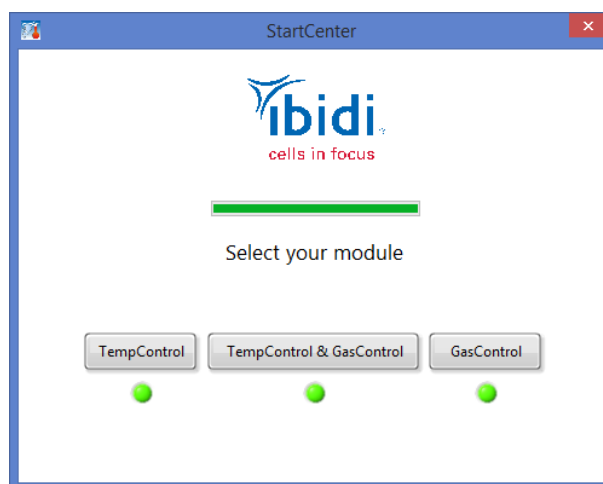 StartCenter
ibidi
cells in focus
Select your module
TempControl
TempControl & GasControl
GasControl